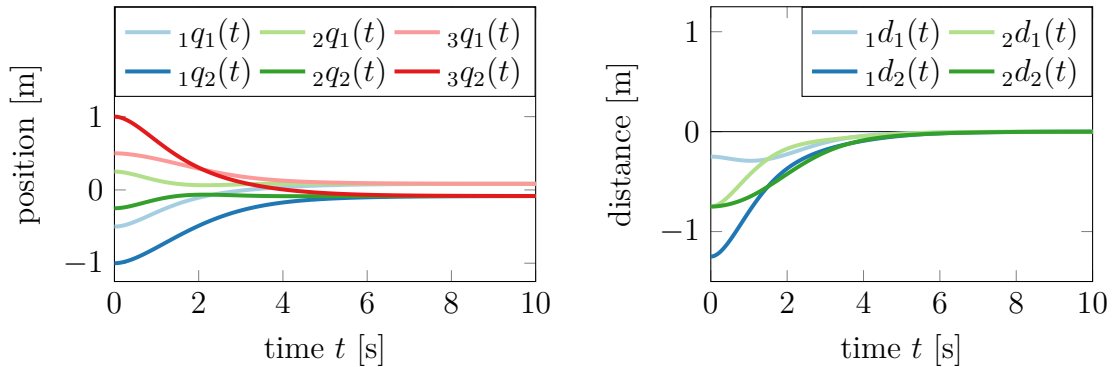 ₁q₁(t) ₂q₁(t) ₃q₁(t)
₁q₂(t) ₂q₂(t) ₃q₂(t)
position [m]
1
0
−1
0 2 4 6 8 10
time t [s]
₁d₁(t) ₂d₁(t)
₁d₂(t) ₂d₂(t)
distance [m]
1
0
−1
0 2 4 6 8 10
time t [s]